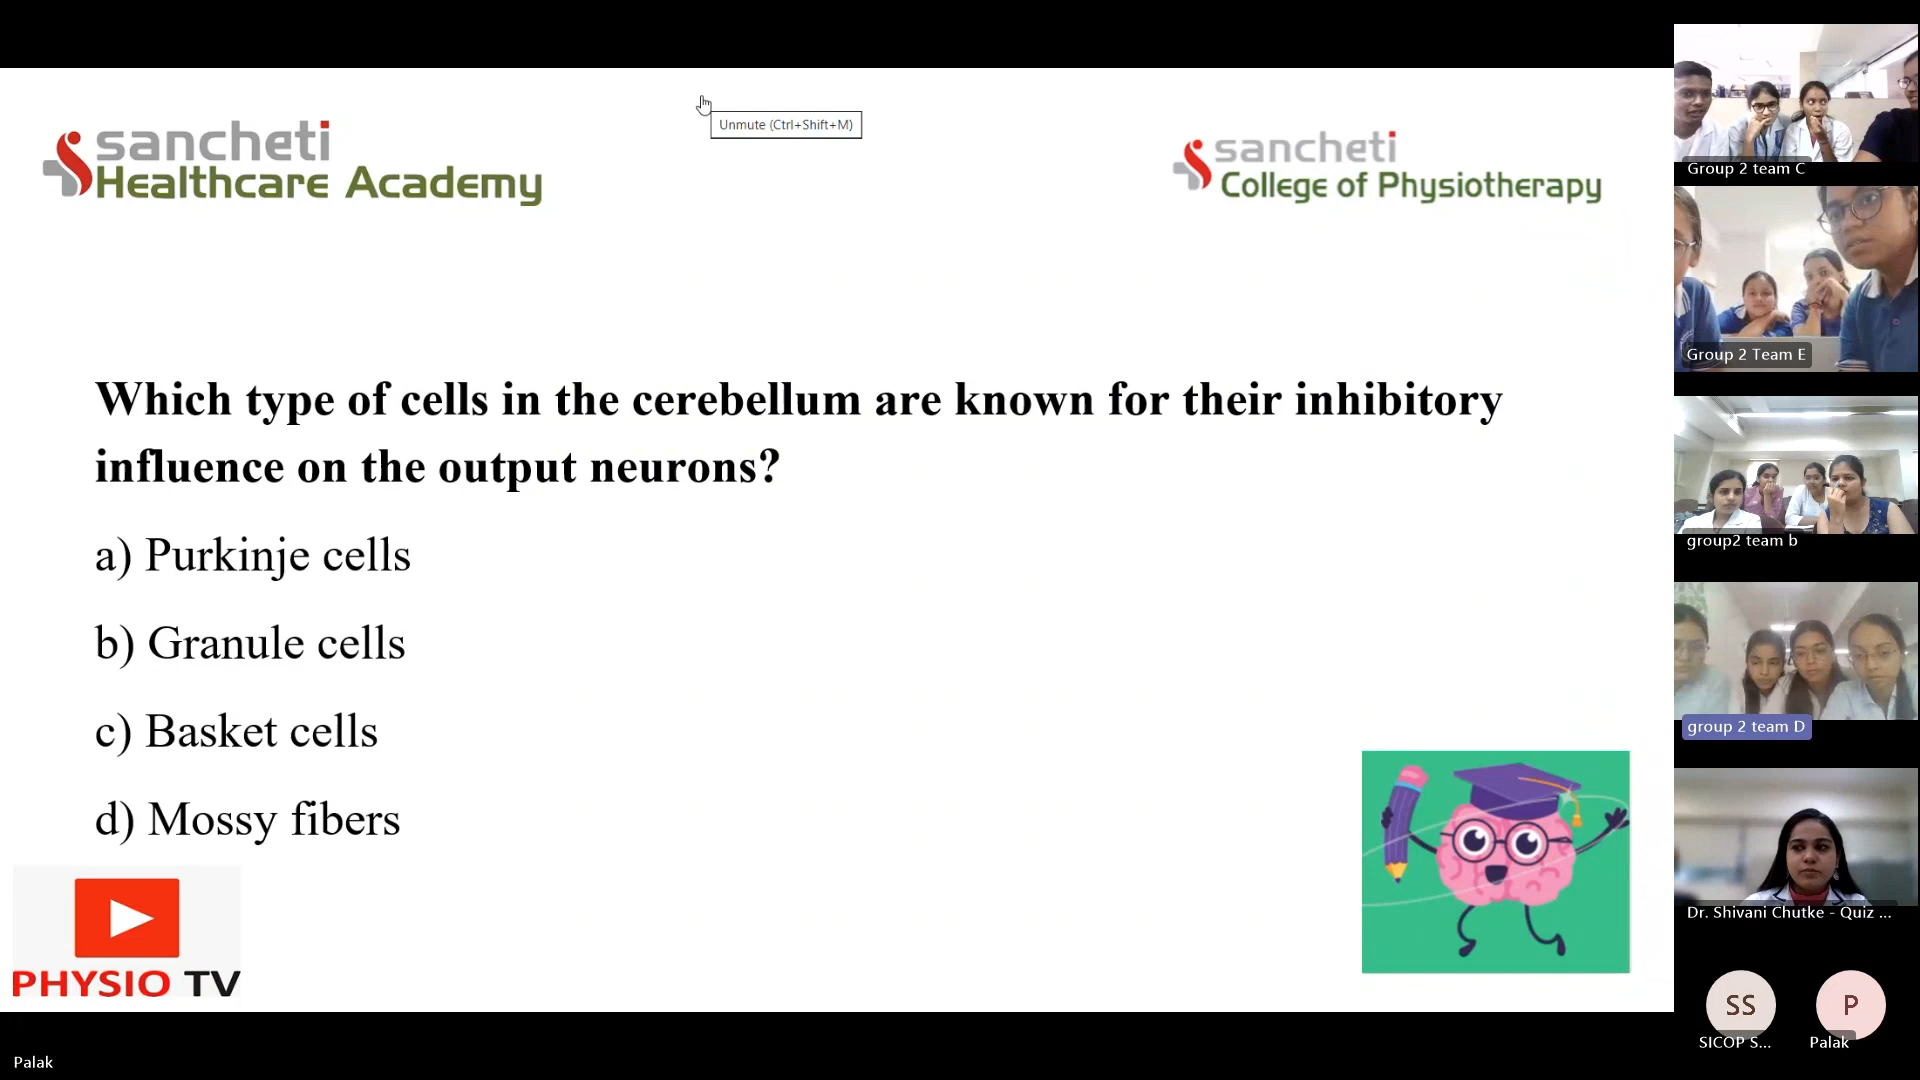 sancheti
Healthcare Academy
Unmute (Ctrl+Shift+M)
sancheti
College of Physiotherapy
Which type of cells in the cerebellum are known for their inhibitory
influence on the output neurons?
a) Purkinje cells
b) Granule cells
c) Basket cells
d) Mossy fibers
PHYSIO TV
Palak
Group 2 team C
Group 2 Team E
group2 team b
group 2 team D
Dr. Shivani Chutke - Quiz ...
SS
SICOP S...
P
Palak